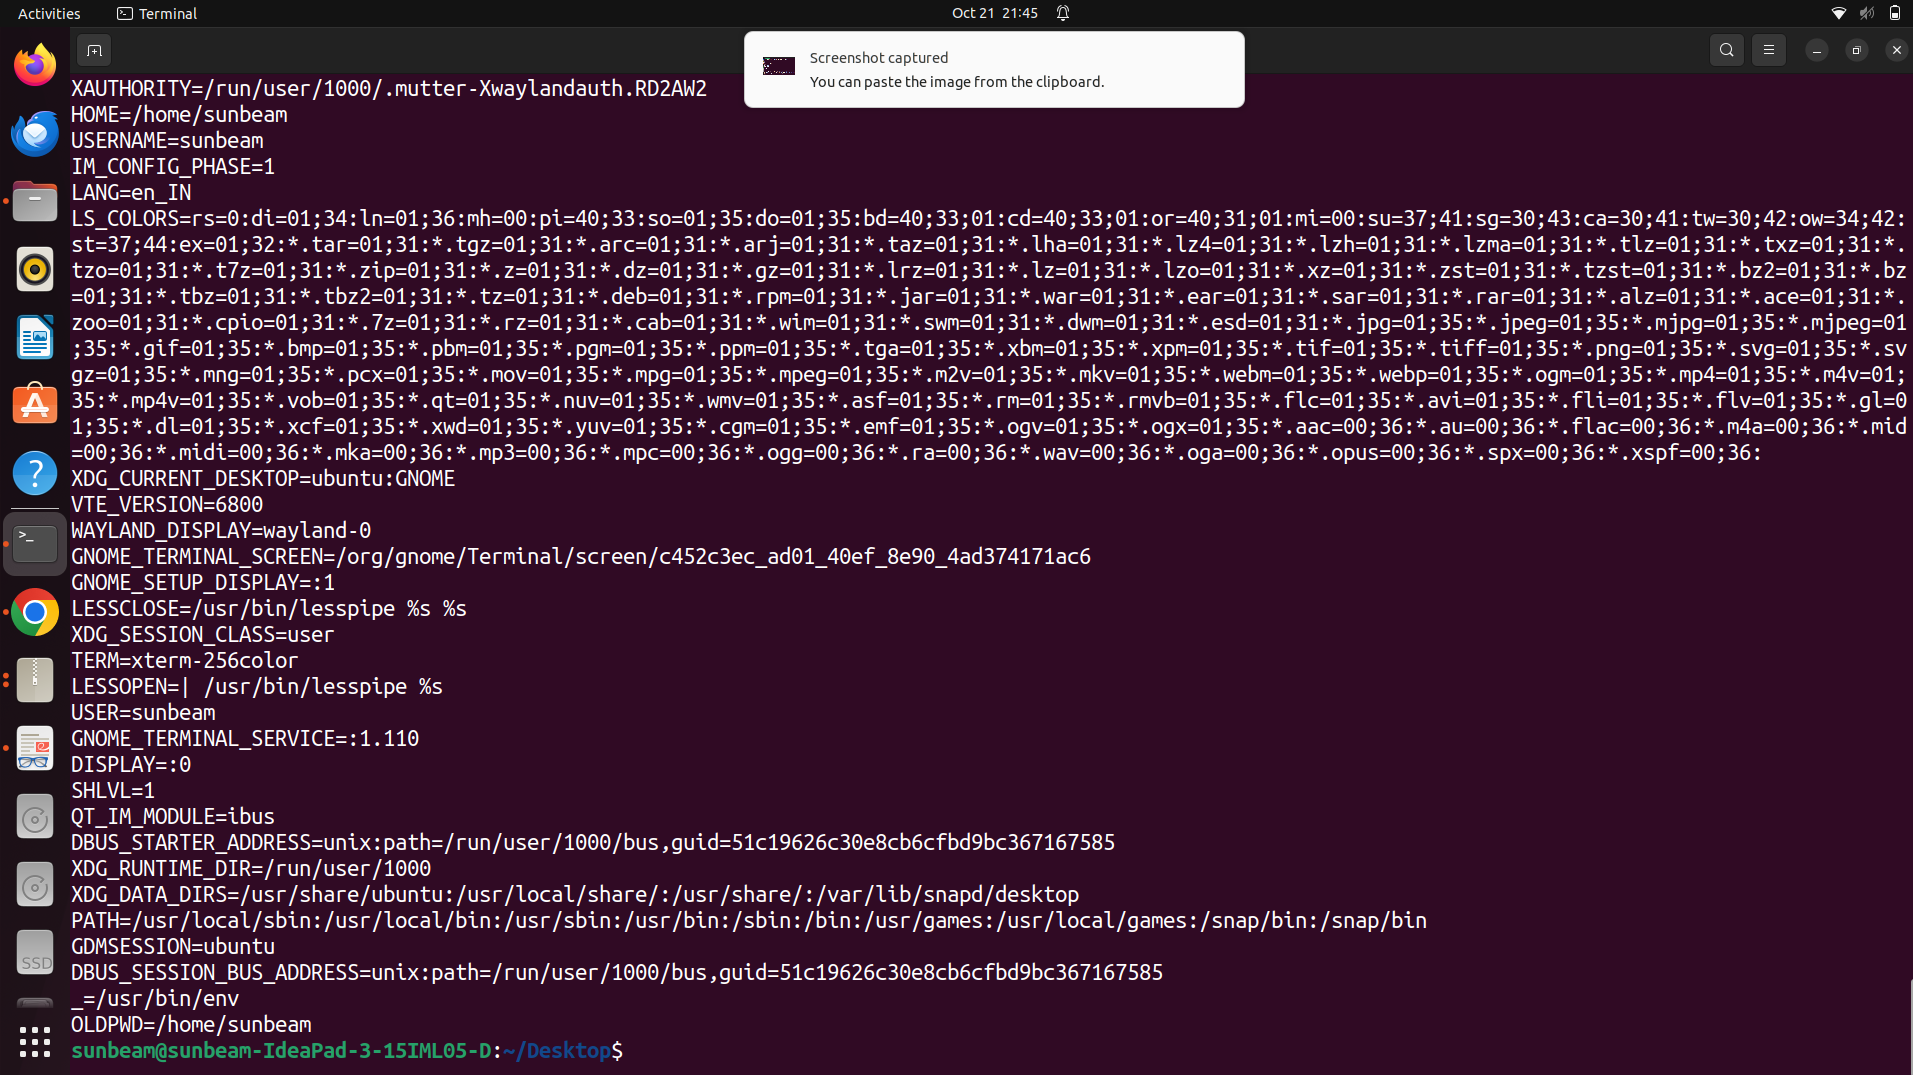 Activities
Terminal
Oct 21 21:45
Screenshot captured
You can paste the image from the clipboard.
XAUTHORITY=/run/user/1000/.mutter-Xwaylandauth.RD2AW2
HOME=/home/sunbeam
USERNAME=sunbeam
IM_CONFIG_PHASE=1
LANG=en_IN
LS_COLORS=rs=0:di=01;34:ln=01;36:mh=00:pi=40;33:so=01;35:do=01;35:bd=40;33;01:cd=40;33;01:or=40;31;01:mi=00:su=37;41:sg=30;43:ca=30;41:tw=30;42:ow=34;42:
st=37;44:ex=01;32:*.tar=01;31:*.tgz=01;31:*.arc=01;31:*.arj=01;31:*.taz=01;31:*.lha=01;31:*.lz4=01;31:*.lzh=01;31:*.lzma=01;31:*.tlz=01;31:*.txz=01;31:*.
tzo=01;31:*.t7z=01;31:*.zip=01;31:*.z=01;31:*.dz=01;31:*.gz=01;31:*.lrz=01;31:*.lz=01;31:*.lzo=01;31:*.xz=01;31:*.zst=01;31:*.tzst=01;31:*.bz2=01;31:*.bz
=01;31:*.tbz=01;31:*.tbz2=01;31:*.tz=01;31:*.deb=01;31:*.rpm=01;31:*.jar=01;31:*.war=01;31:*.ear=01;31:*.sar=01;31:*.rar=01;31:*.alz=01;31:*.ace=01;31:*.
zoo=01;31:*.cpio=01;31:*.7z=01;31:*.rz=01;31:*.cab=01;31:*.wim=01;31:*.swm=01;31:*.dwm=01;31:*.esd=01;31:*.jpg=01;35:*.jpeg=01;35:*.mjpg=01;35:*.mjpeg=01
;35:*.gif=01;35:*.bmp=01;35:*.pbm=01;35:*.pgm=01;35:*.ppm=01;35:*.tga=01;35:*.xbm=01;35:*.xpm=01;35:*.tif=01;35:*.tiff=01;35:*.png=01;35:*.svg=01;35:*.sv
gz=01;35:*.mng=01;35:*.pcx=01;35:*.mov=01;35:*.mpg=01;35:*.mpeg=01;35:*.m2v=01;35:*.mkv=01;35:*.webm=01;35:*.webp=01;35:*.ogm=01;35:*.mp4=01;35:*.m4v=01;
35:*.mp4v=01;35:*.vob=01;35:*.qt=01;35:*.nuv=01;35:*.wmv=01;35:*.asf=01;35:*.rm=01;35:*.rmvb=01;35:*.flc=01;35:*.avi=01;35:*.fli=01;35:*.flv=01;35:*.gl=0
1;35:*.dl=01;35:*.xcf=01;35:*.xwd=01;35:*.yuv=01;35:*.cgm=01;35:*.emf=01;35:*.ogv=01;35:*.ogx=01;35:*.aac=00;36:*.au=00;36:*.flac=00;36:*.m4a=00;36:*.mid
=00;36:*.midi=00;36:*.mka=00;36:*.mp3=00;36:*.mpc=00;36:*.ogg=00;36:*.ra=00;36:*.wav=00;36:*.oga=00;36:*.opus=00;36:*.spx=00;36:*.xspf=00;36:
XDG_CURRENT_DESKTOP=ubuntu:GNOME
VTE_VERSION=6800
WAYLAND_DISPLAY=wayland-0
GNOME_TERMINAL_SCREEN=/org/gnome/Terminal/screen/c452c3ec_ad01_40ef_8e90_4ad374171ac6
GNOME_SETUP_DISPLAY=:1
LESSCLOSE=/usr/bin/lesspipe %s %s
XDG_SESSION_CLASS=user
TERM=xterm-256color
LESSOPEN=| /usr/bin/lesspipe %s
USER=sunbeam
GNOME_TERMINAL_SERVICE=:1.110
DISPLAY=:0
SHLVL=1
QT_IM_MODULE=ibus
DBUS_STARTER_ADDRESS=unix:path=/run/user/1000/bus,guid=51c19626c30e8cb6cfbd9bc367167585
XDG_RUNTIME_DIR=/run/user/1000
XDG_DATA_DIRS=/usr/share/ubuntu:/usr/local/share/:/usr/share/:/var/lib/snapd/desktop
PATH=/usr/local/sbin:/usr/local/bin:/usr/sbin:/usr/bin:/sbin:/bin:/usr/games:/usr/local/games:/snap/bin:/snap/bin
GDMSESSION=ubuntu
DBUS_SESSION_BUS_ADDRESS=unix:path=/run/user/1000/bus,guid=51c19626c30e8cb6cfbd9bc367167585
_=/usr/bin/env
OLDPWD=/home/sunbeam
sunbeam@sunbeam-IdeaPad-3-15IML05-D:~/Desktop$
SSD